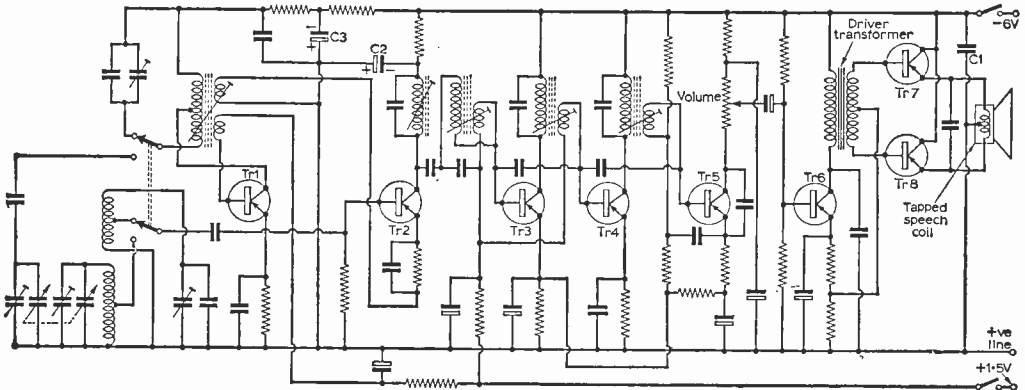 C3
C2
Driver
transformer
−6V
C1
Tr7
Volume
Tr8
Tr1
Tr2
Tr3
Tr4
Tr5
Tr6
Tapped
speech
coil
+ve
line
+1·5V